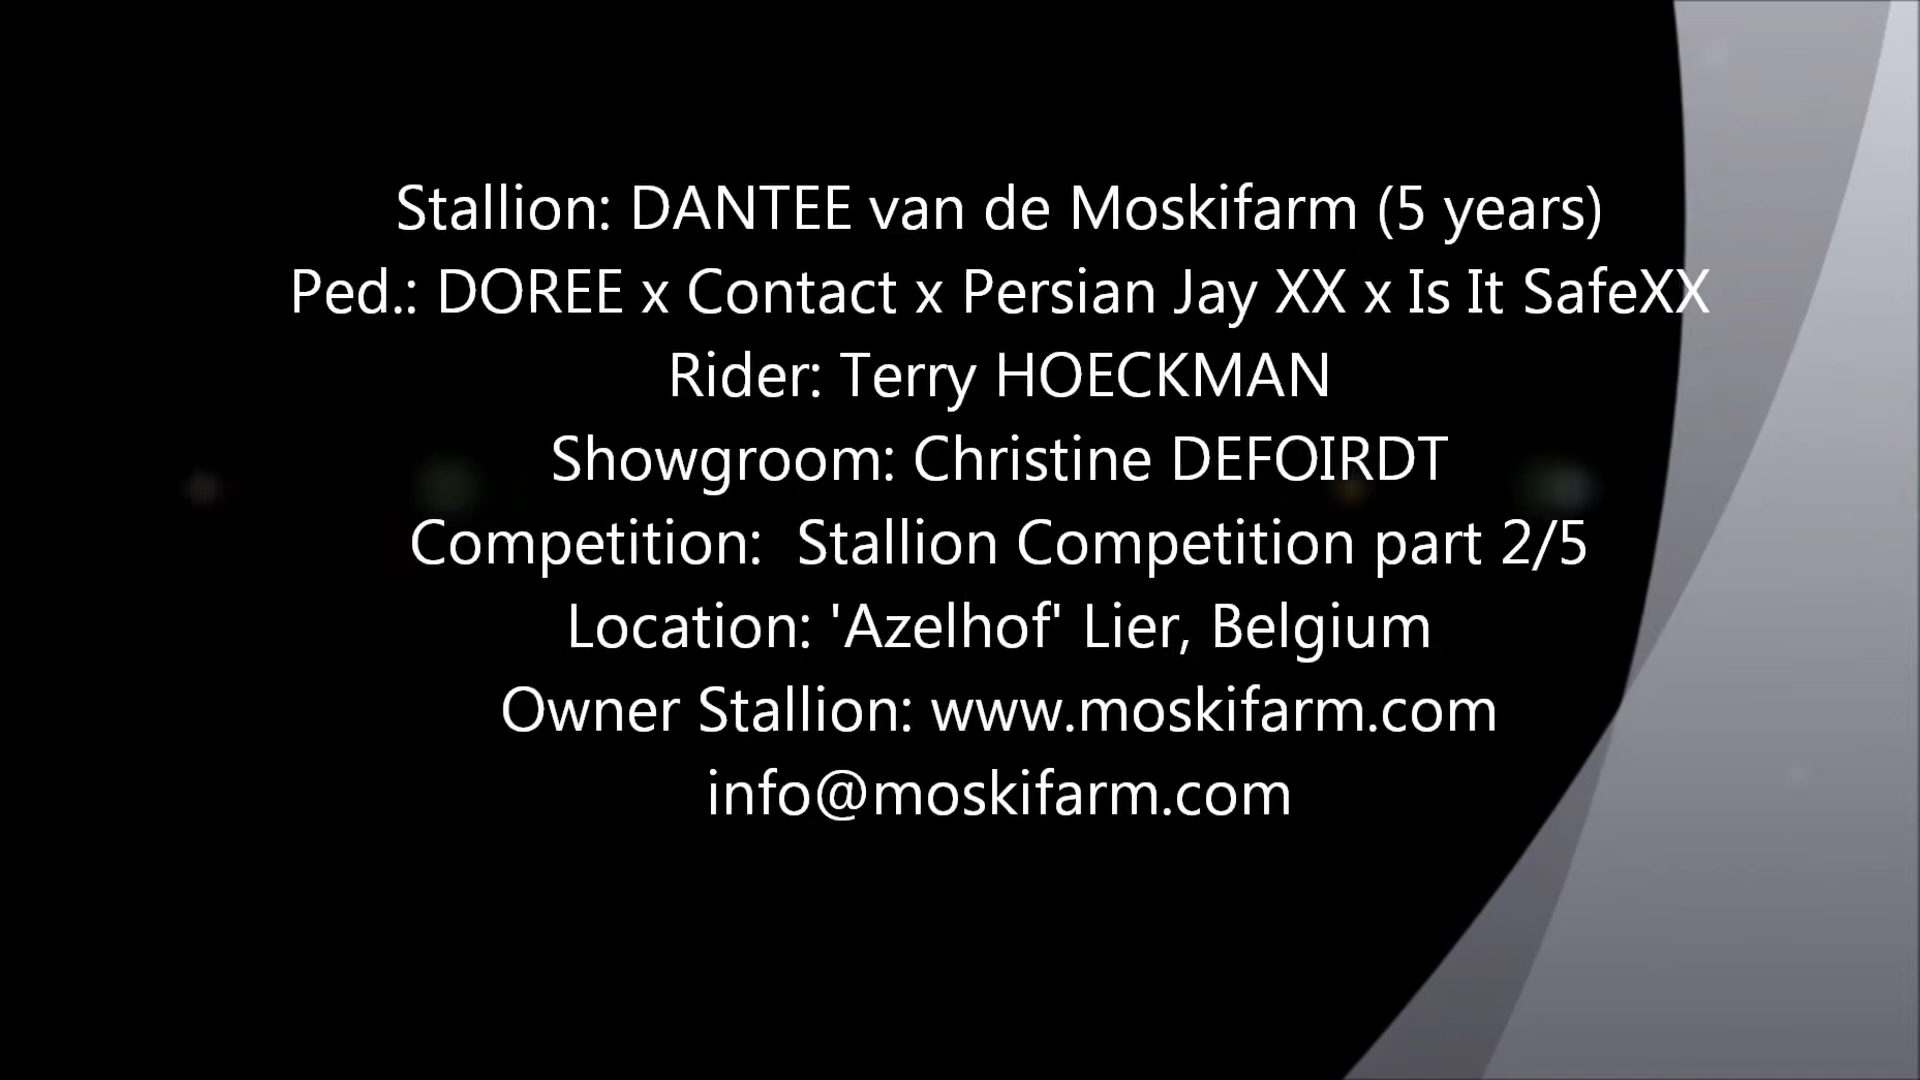 Stallion: DANTEE van de Moskifarm (5 years)
Ped.: DOREE x Contact x Persian Jay XX x Is It SafeXX
Rider: Terry HOECKMAN
Showgroom: Christine DEFOIRDT
Competition:  Stallion Competition part 2/5
Location: 'Azelhof' Lier, Belgium
Owner Stallion: www.moskifarm.com
info@moskifarm.com